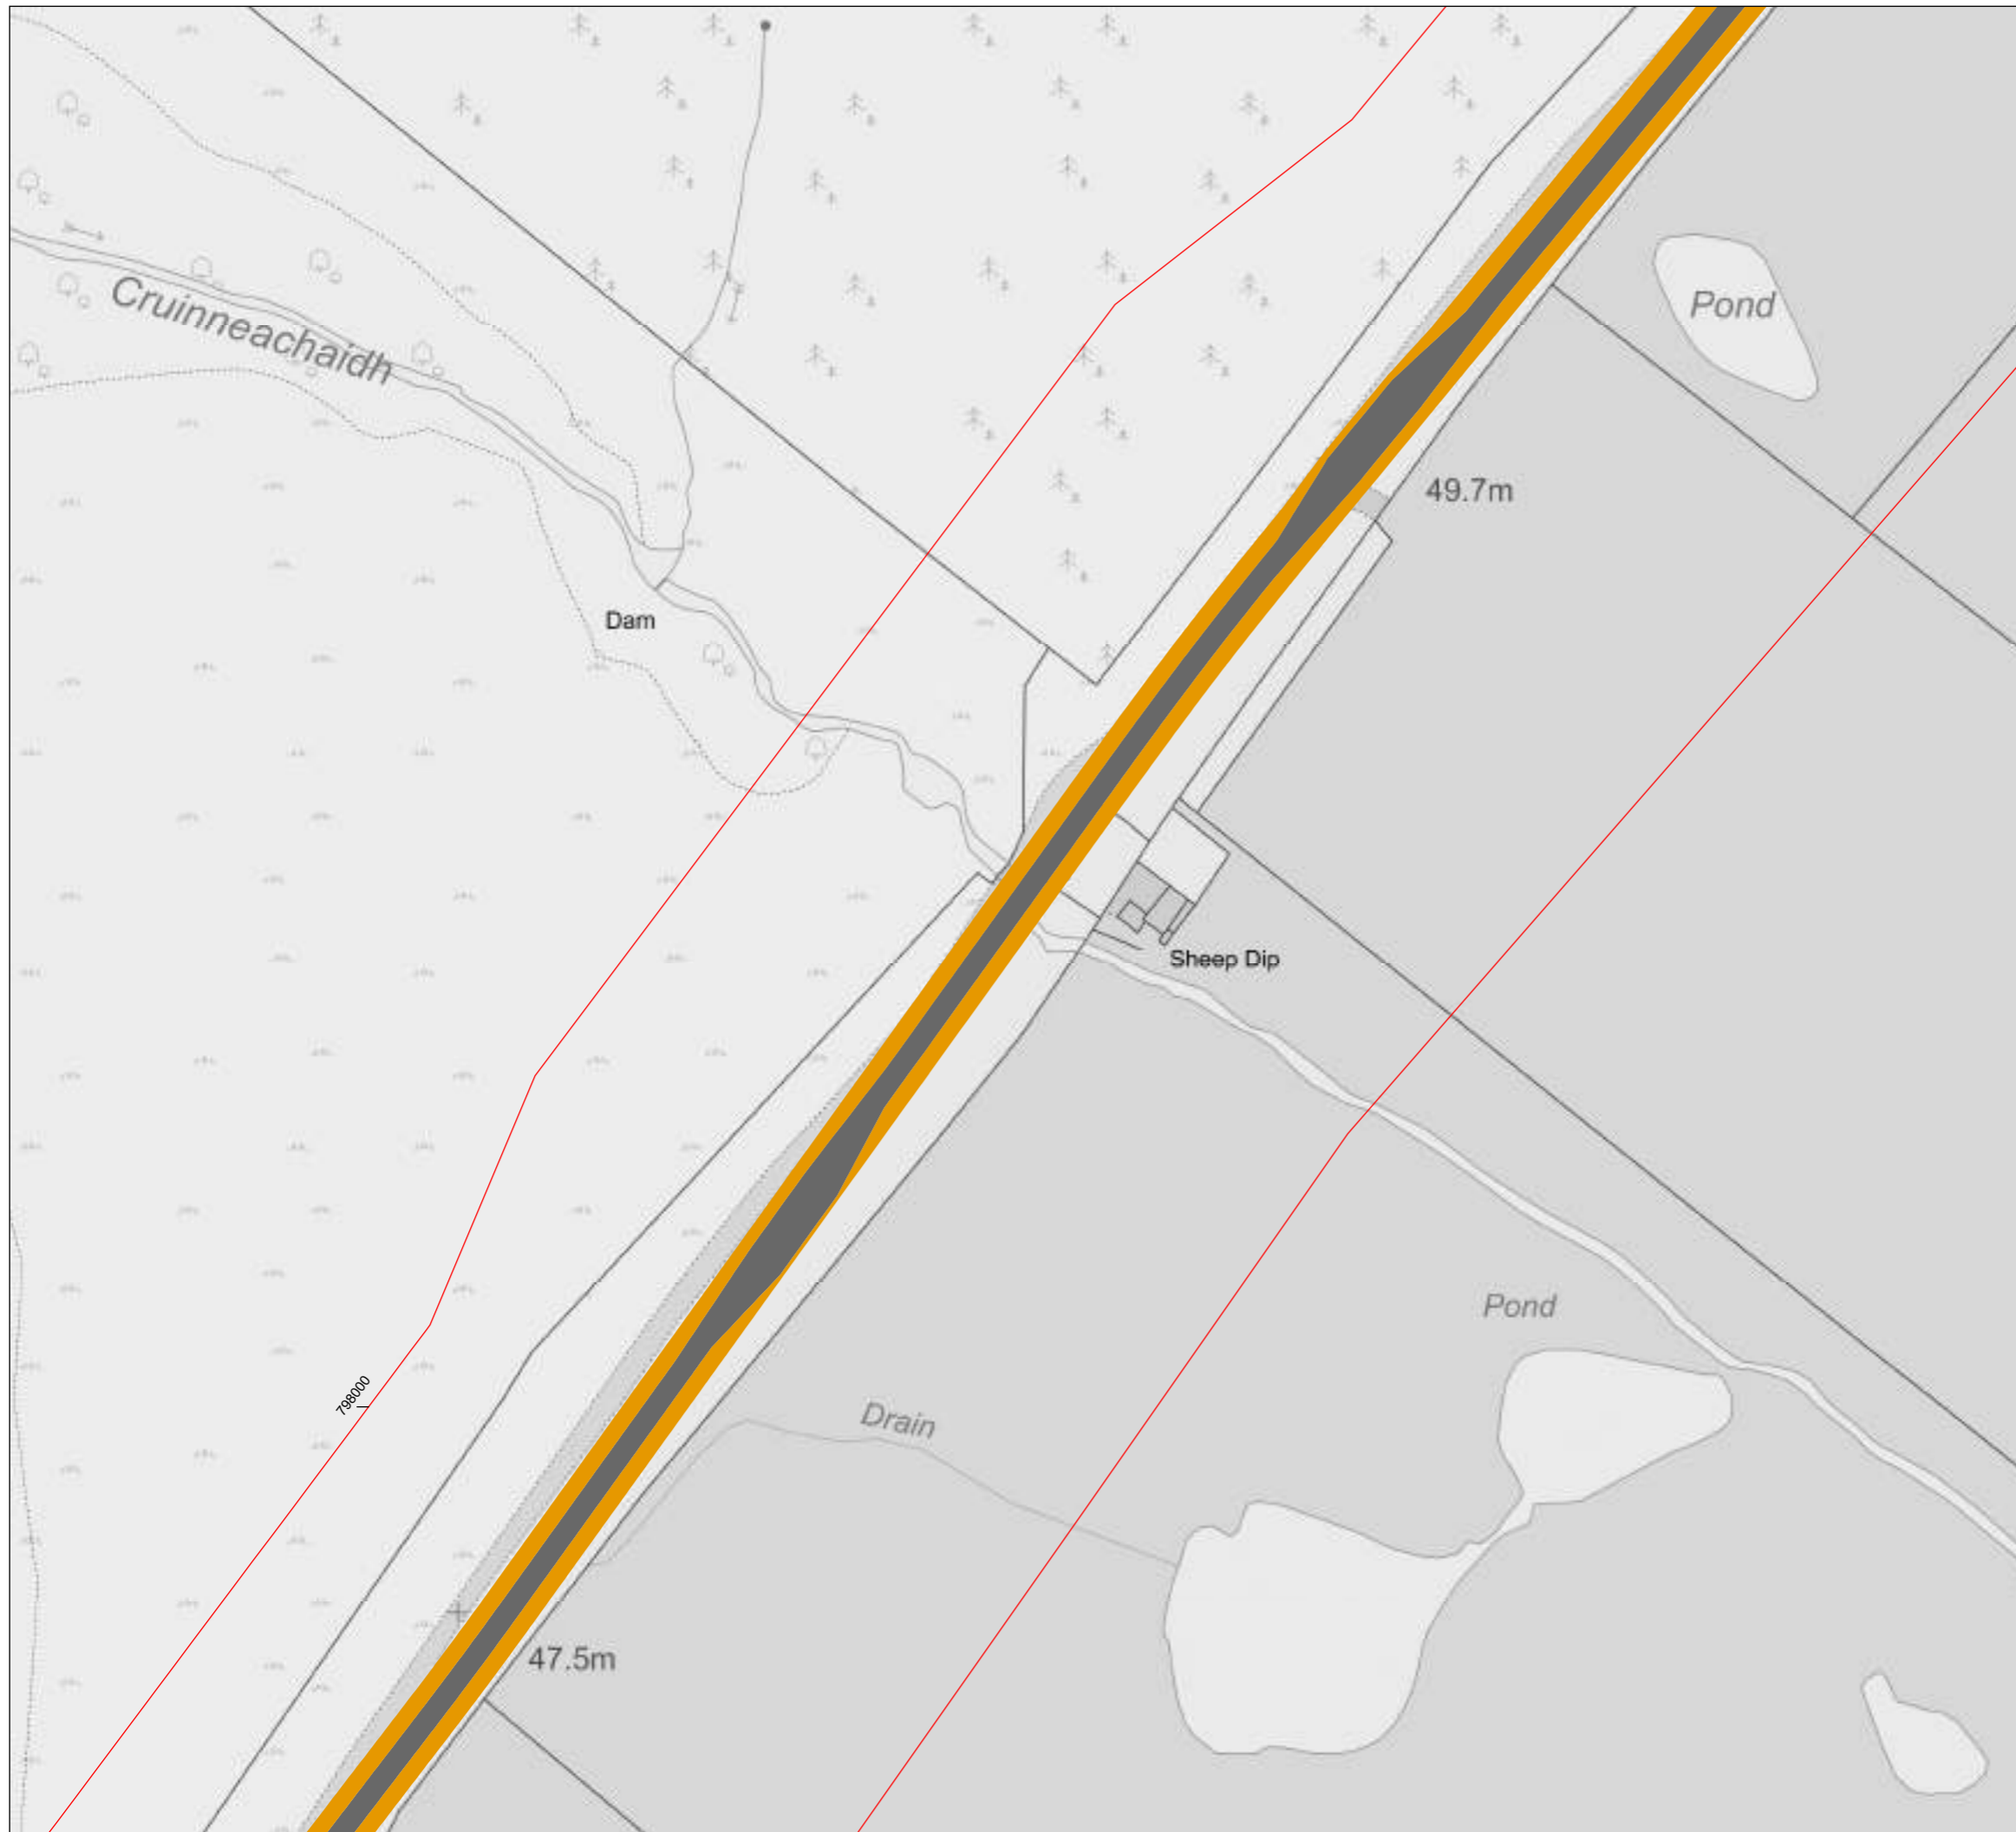 Cruinneachaidh
Pond
49.7m
Dam
Sheep Dip
Pond
798000
Drain
47.5m